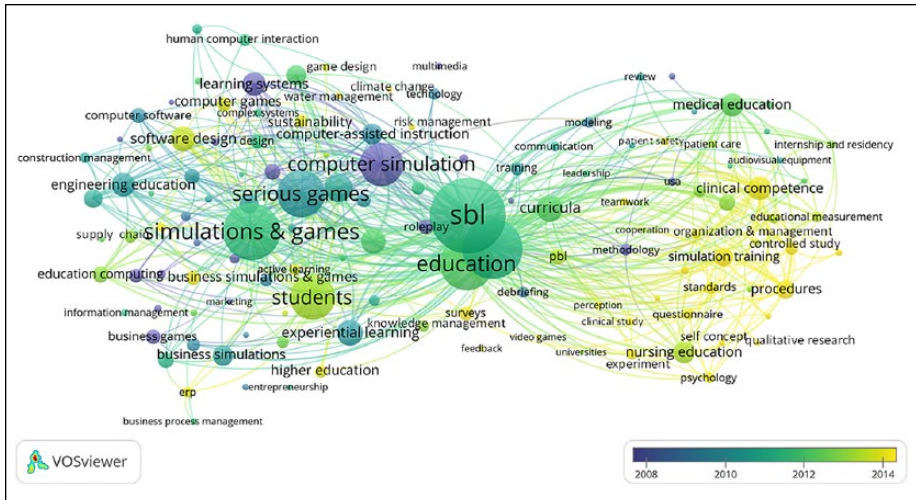 human computer interaction
game design
multimedia
review
learning systems
climate change
computer games
water management
technology
medical education
computer software
complex systems
sustainability
risk management
modeling
software design
design
computer-assisted instruction
communication
patient safety
patient care
internship and residency
construction management
computer simulation
training
audiovisual equipment
engineering education
leadership
usa
clinical competence
serious games
sbl
curricula
teamwork
educational measurement
supply chain
simulations & games
roleplay
cooperation
organization & management
methodology
controlled study
education
pbl
simulation training
education computing
active learning
business simulations & games
debriefing
standards
procedures
marketing
students
information management
surveys
perception
questionnaire
business games
experiential learning
knowledge management
clinical study
video games
self concept
qualitative research
business simulations
feedback
universities
nursing education
higher education
experiment
erp
entrepreneurship
psychology
business process management
VOSviewer
2008
2010
2012
2014